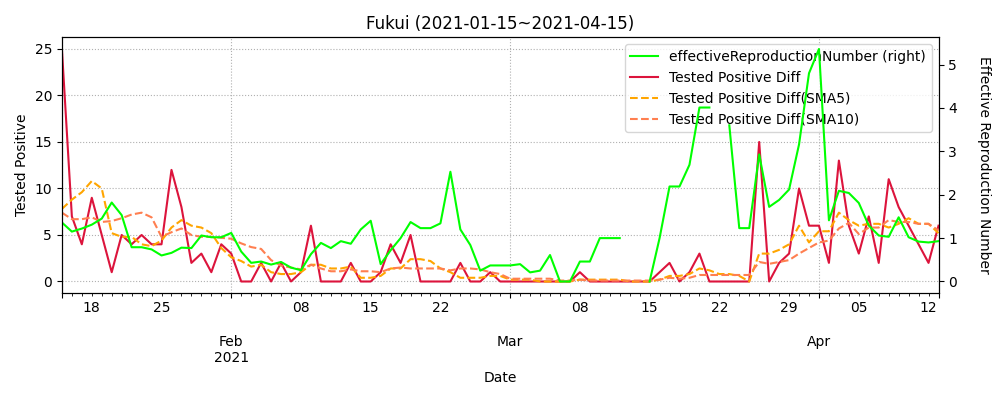 Fukui (2021-01-15~2021-04-15)
effectiveReproductionNumber (right)
Tested Positive Diff
Tested Positive Diff(SMA5)
Tested Positive Diff(SMA10)
Tested Positive
25
20
15
10
5
0
Effective Reproduction Number
5
4
3
2
1
0
18 25 08 15 22 08 15 22 29 05 12
Feb Mar Apr
2021
Date